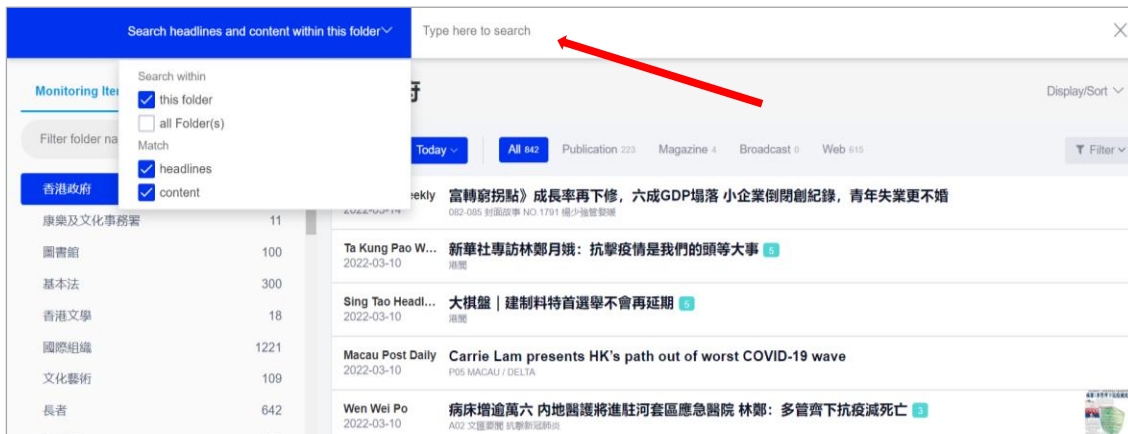 Search headlines and content within this folder
Type here to search
Search within
this folder
all Folder(s)
Match
headlines
content
Monitoring Ite
Filter folder na
Display/Sort
Today
All 842
Publication 223
Magazine 4
Broadcast 0
Web 615
Filter
香港政府
康樂及文化事務署 11
圖書館 100
基本法 300
香港文學 18
國際組織 1221
文化藝術 109
長者 642
ekly
富轉窮拐點》成長率再下修，六成GDP塌落 小企業倒閉創紀錄，青年失業更不婚
2022-03-14
082-085 封面故事 NO.1791
Ta Kung Pao W...
新華社專訪林鄭月娥：抗擊疫情是我們的頭等大事 5
2022-03-10
港聞
Sing Tao Headl...
大棋盤｜建制料特首選舉不會再延期 5
2022-03-10
港聞
Macau Post Daily
Carrie Lam presents HK's path out of worst COVID-19 wave
2022-03-10
P05 MACAU / DELTA
Wen Wei Po
病床增逾萬六 內地醫護將進駐河套區應急醫院 林鄭：多管齊下抗疫減死亡 3
2022-03-10
A02 文匯要聞 抗擊新冠肺炎